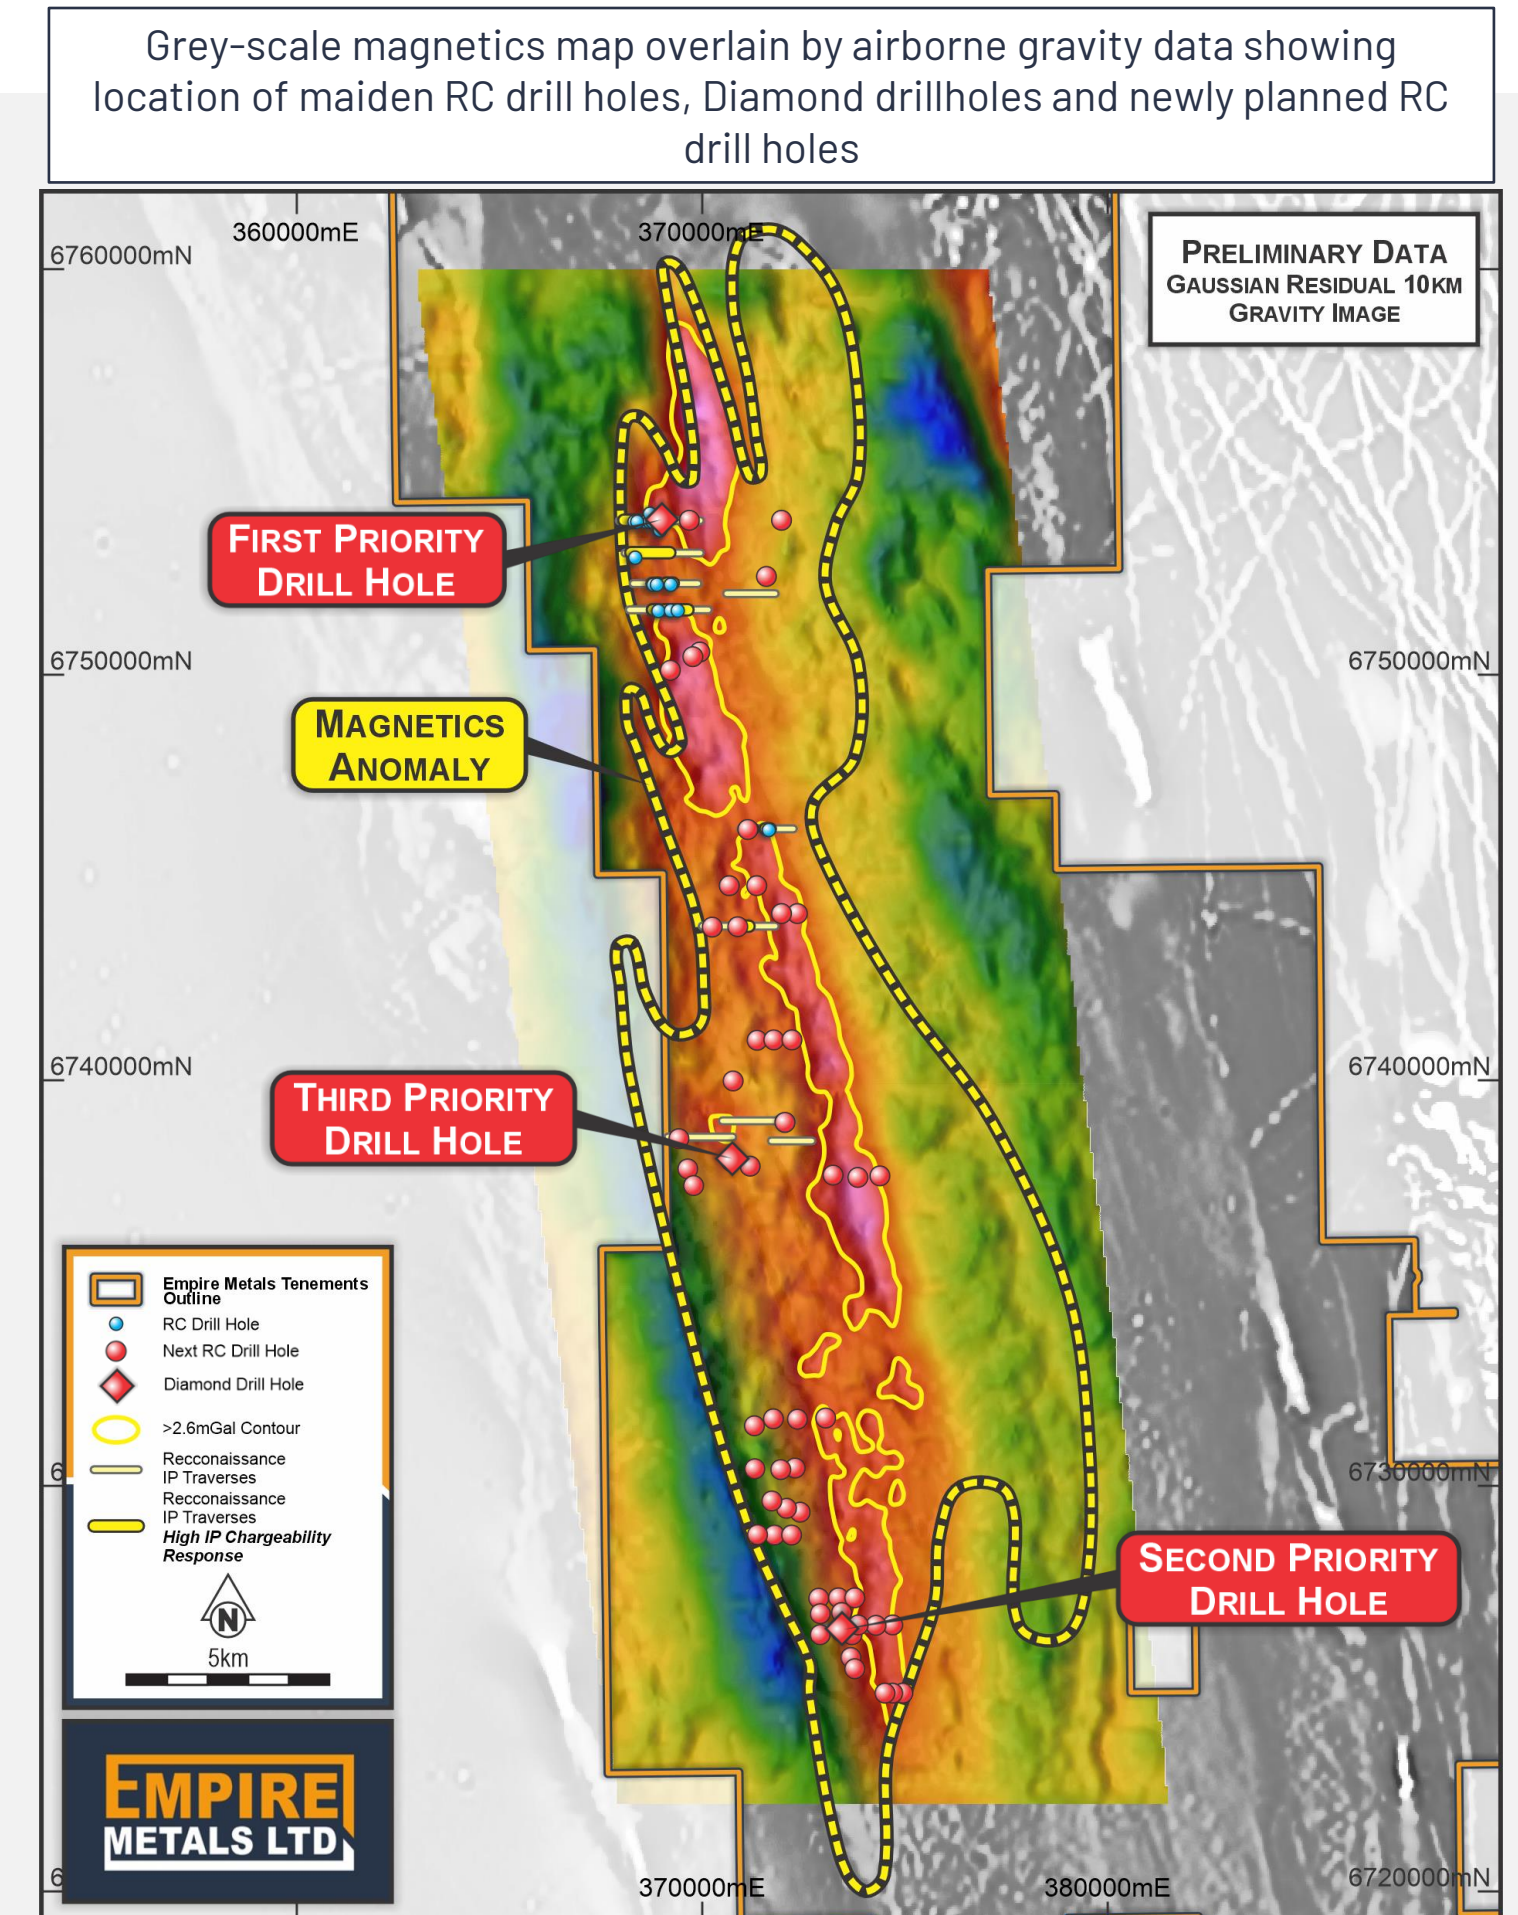 Grey-scale magnetics map overlain by airborne gravity data showing
location of maiden RC drill holes, Diamond drillholes and newly planned RC
drill holes
360000mE
370000mE
6760000mN
PRELIMINARY DATA
GAUSSIAN RESIDUAL 10KM
GRAVITY IMAGE
FIRST PRIORITY
DRILL HOLE
6750000mN
6750000mN
MAGNETICS
ANOMALY
6740000mN
6740000mN
THIRD PRIORITY
DRILL HOLE
Empire Metals Tenements
Outline
RC Drill Hole
Next RC Drill Hole
Diamond Drill Hole
>2.6mGal Contour
Recconaissance
IP Traverses
Recconaissance
IP Traverses
High IP Chargeability
Response
N
5km
6
6730000mN
SECOND PRIORITY
DRILL HOLE
EMPIRE
METALS LTD
6
370000mE
380000mE
6720000mN